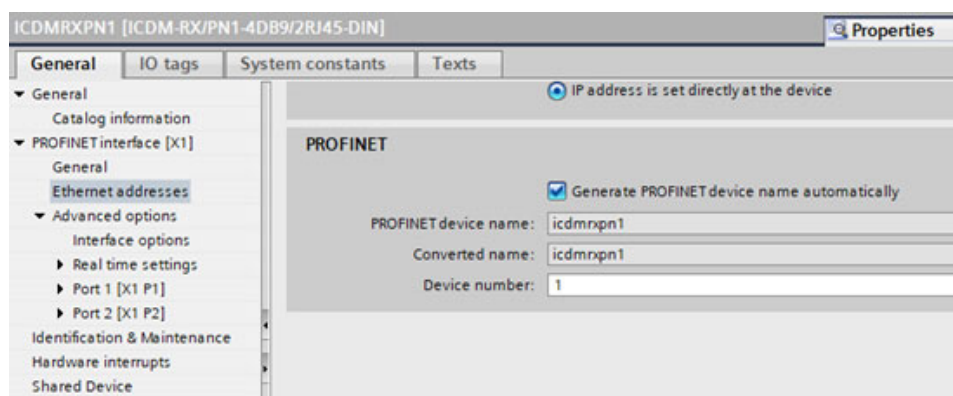 ICDMRXPN1 [ICDM-RX/PN1-4DB9/2RJ45-DIN]
Properties
General IO tags System constants Texts
General
Catalog information
PROFINET interface [X1]
General
Ethernet addresses
Advanced options
Interface options
Real time settings
Port 1 [X1 P1]
Port 2 [X1 P2]
Identification & Maintenance
Hardware interrupts
Shared Device
IP address is set directly at the device
PROFINET
Generate PROFINET device name automatically
PROFINET device name: icdmrxpn1
Converted name: icdmrxpn1
Device number: 1